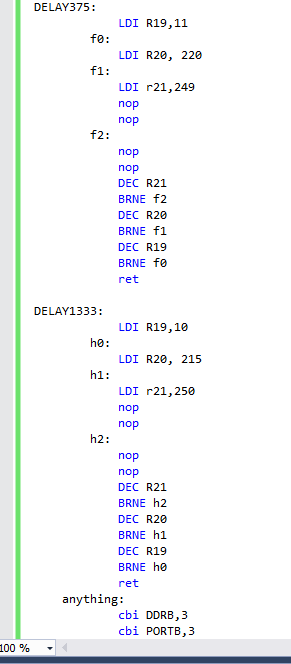 DELAY375:
LDI R19,11
f0:
LDI R20, 220
f1:
LDI r21,249
nop
nop
f2:
nop
nop
DEC R21
BRNE f2
DEC R20
BRNE f1
DEC R19
BRNE f0
ret
DELAY1333:
LDI R19,10
h0:
LDI R20, 215
h1:
LDI r21,250
nop
nop
h2:
nop
nop
DEC R21
BRNE h2
DEC R20
BRNE h1
DEC R19
BRNE h0
ret
anything:
cbi DDRB,3
cbi PORTB,3
100 %